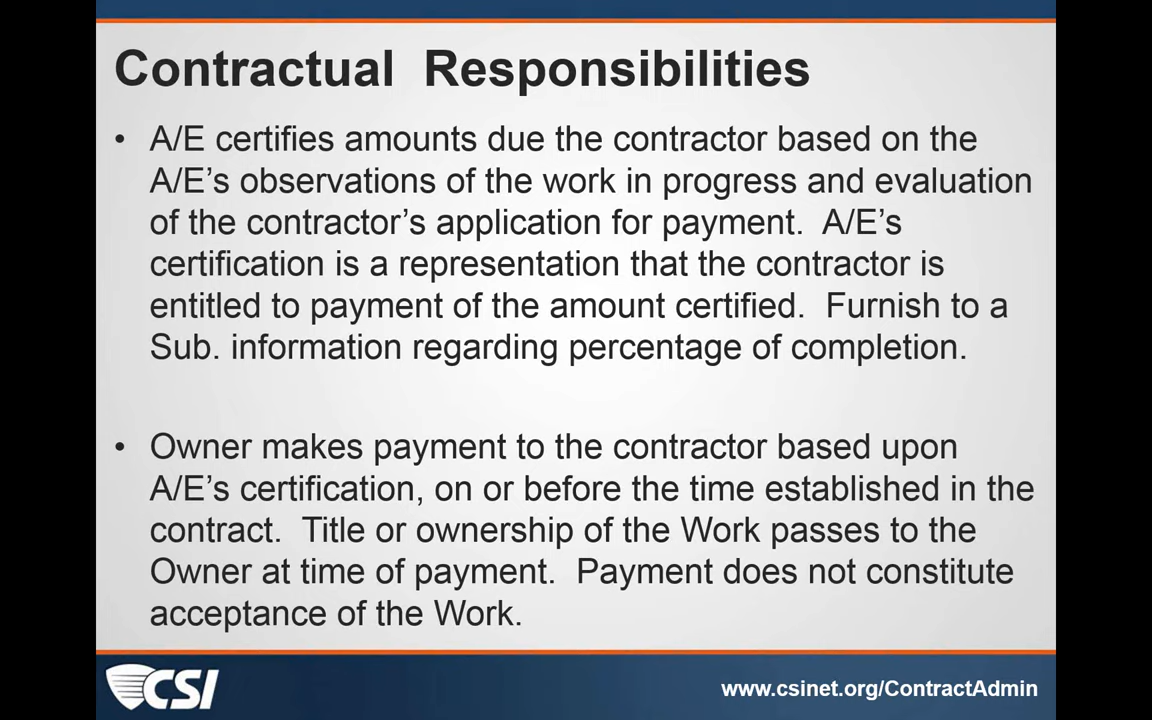 Contractual Responsibilities
• A/E certifies amounts due the contractor based on the
A/E’s observations of the work in progress and evaluation
of the contractor’s application for payment. A/E’s
certification is a representation that the contractor is
entitled to payment of the amount certified. Furnish to a
Sub. information regarding percentage of completion.
• Owner makes payment to the contractor based upon
A/E’s certification, on or before the time established in the
contract. Title or ownership of the Work passes to the
Owner at time of payment. Payment does not constitute
acceptance of the Work.
CSI
www.csinet.org/ContractAdmin